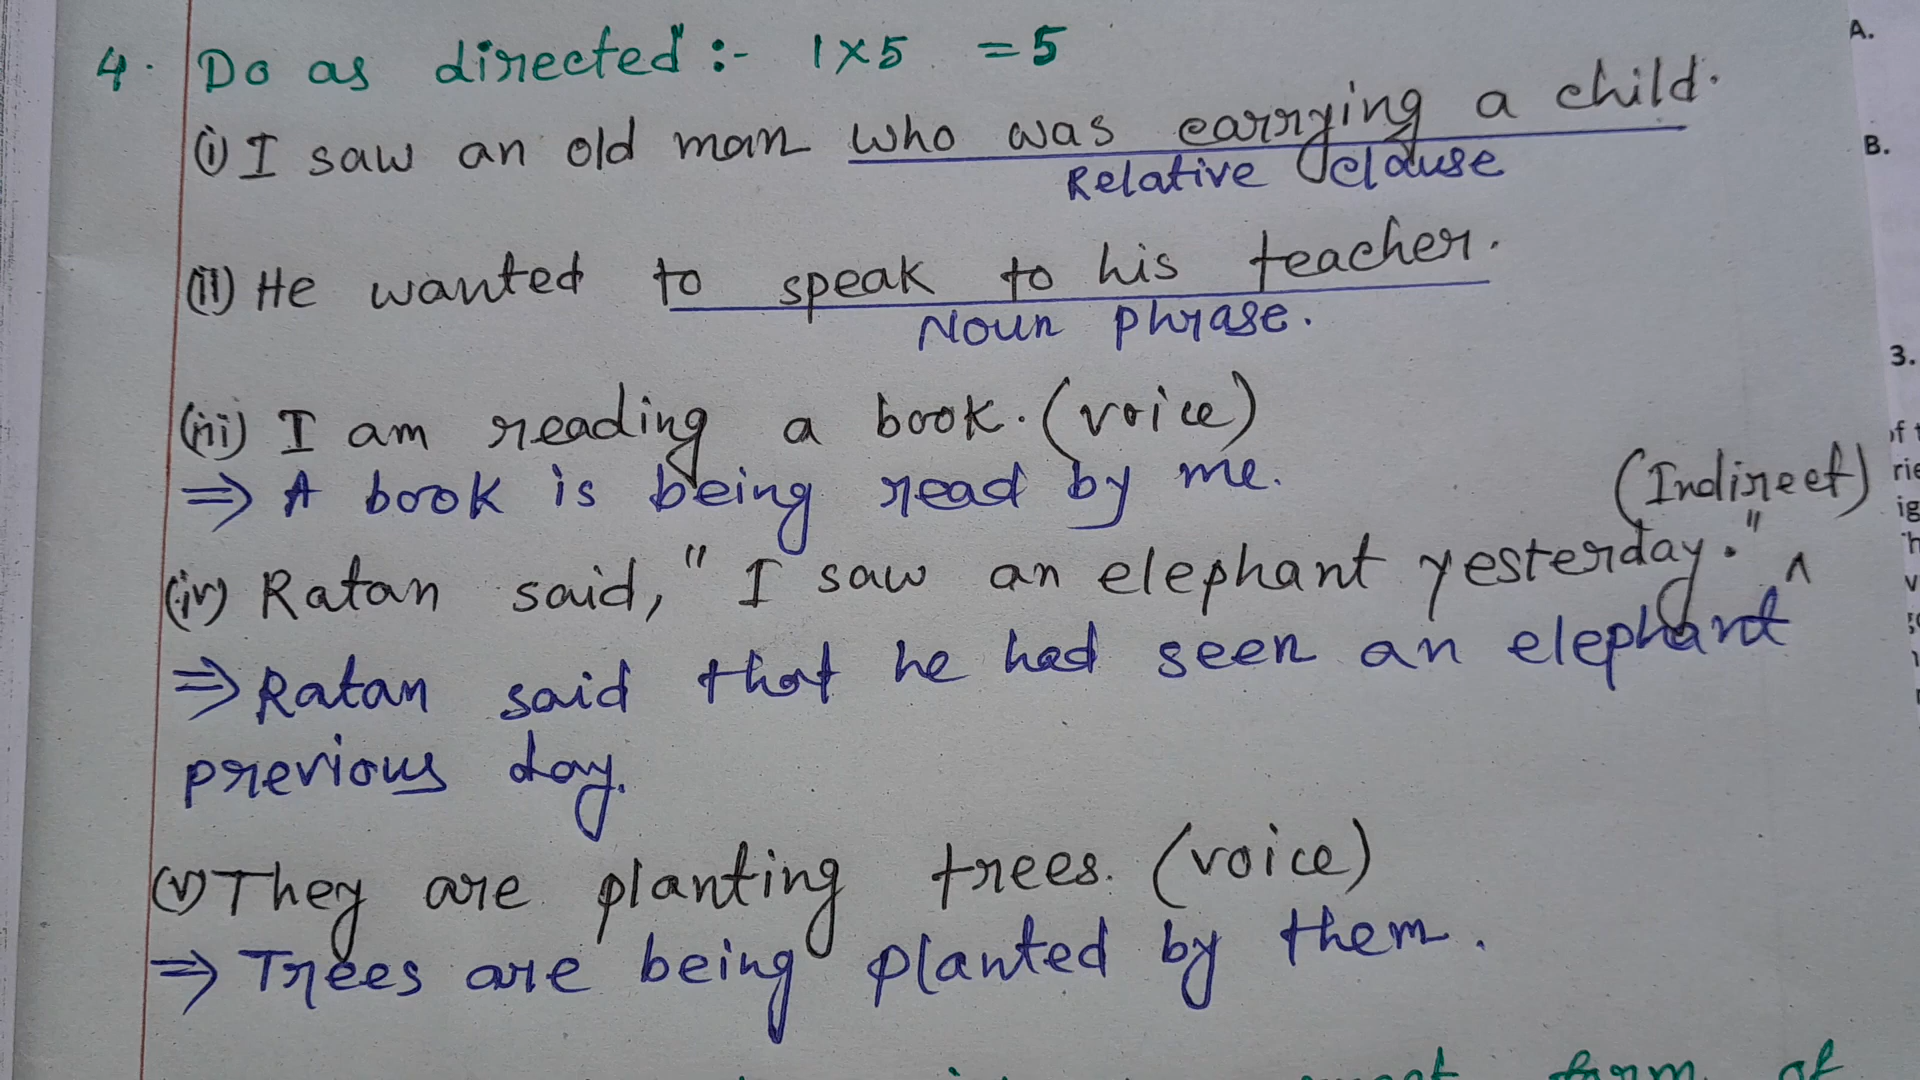 4. Do as directed :- 1×5 = 5
(i) I saw an old man who was carrying a child.
Relative clause
(ii) He wanted to speak to his teacher.
Noun phrase.
(iii) I am reading a book. (voice)
⇒ A book is being read by me.
(Indirect)
(iv) Ratan said, "I saw an elephant yesterday." ^
⇒ Ratan said that he had seen an elephant
previous day.
(v) They are planting trees. (voice)
⇒ Trees are being planted by them.
form of
A.
B.
3.